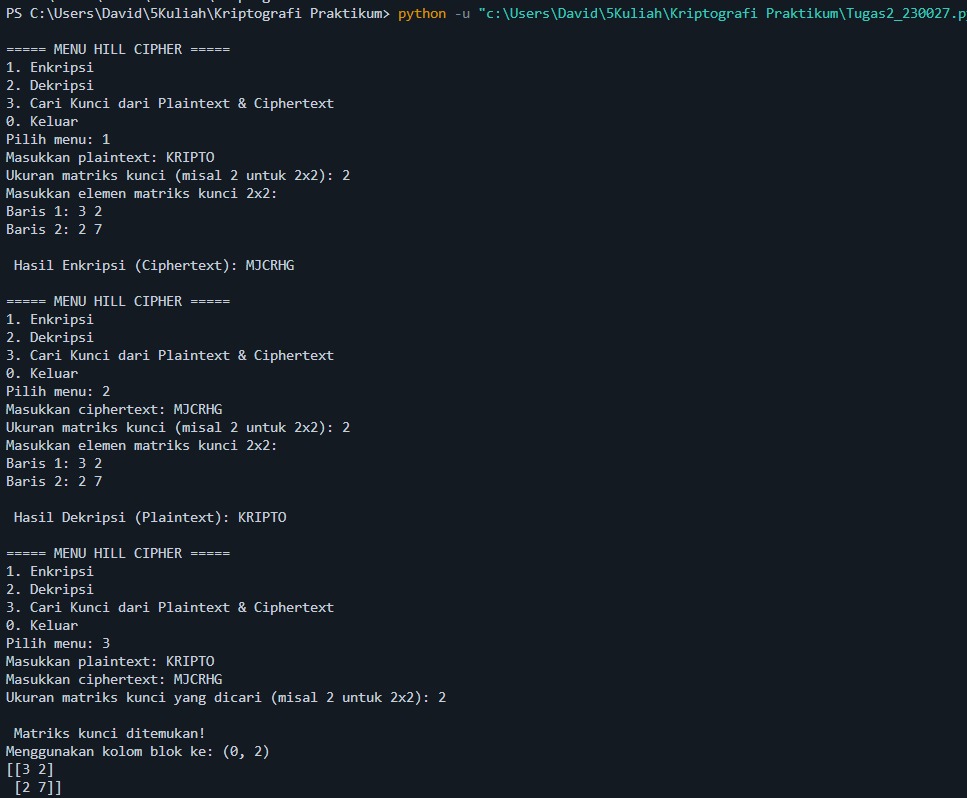 PS C:\Users\David\5Kuliah\Kriptografi Praktikum> python -u "c:\Users\David\5Kuliah\Kriptografi Praktikum\Tugas2_230027.p
===== MENU HILL CIPHER =====
1. Enkripsi
2. Dekripsi
3. Cari Kunci dari Plaintext & Ciphertext
0. Keluar
Pilih menu: 1
Masukkan plaintext: KRIPTO
Ukuran matriks kunci (misal 2 untuk 2x2): 2
Masukkan elemen matriks kunci 2x2:
Baris 1: 3 2
Baris 2: 2 7
Hasil Enkripsi (Ciphertext): MJCRHG
===== MENU HILL CIPHER =====
1. Enkripsi
2. Dekripsi
3. Cari Kunci dari Plaintext & Ciphertext
0. Keluar
Pilih menu: 2
Masukkan ciphertext: MJCRHG
Ukuran matriks kunci (misal 2 untuk 2x2): 2
Masukkan elemen matriks kunci 2x2:
Baris 1: 3 2
Baris 2: 2 7
Hasil Dekripsi (Plaintext): KRIPTO
===== MENU HILL CIPHER =====
1. Enkripsi
2. Dekripsi
3. Cari Kunci dari Plaintext & Ciphertext
0. Keluar
Pilih menu: 3
Masukkan plaintext: KRIPTO
Masukkan ciphertext: MJCRHG
Ukuran matriks kunci yang dicari (misal 2 untuk 2x2): 2
Matriks kunci ditemukan!
Menggunakan kolom blok ke: (0, 2)
[[3 2]
[2 7]]